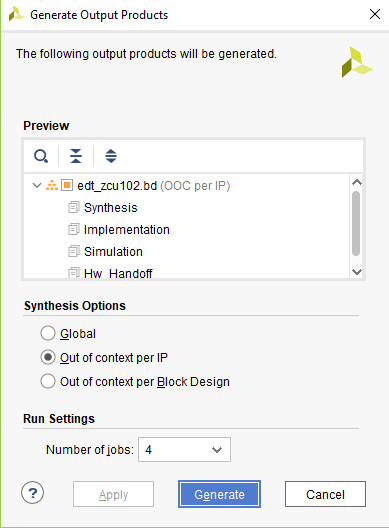 Generate Output Products
The following output products will be generated.
Preview
edt_zcu102.bd (OOC per IP)
Synthesis
Implementation
Simulation
Hw_Handoff
Synthesis Options
Global
Out of context per IP
Out of context per Block Design
Run Settings
Number of jobs: 4
? Apply Generate Cancel